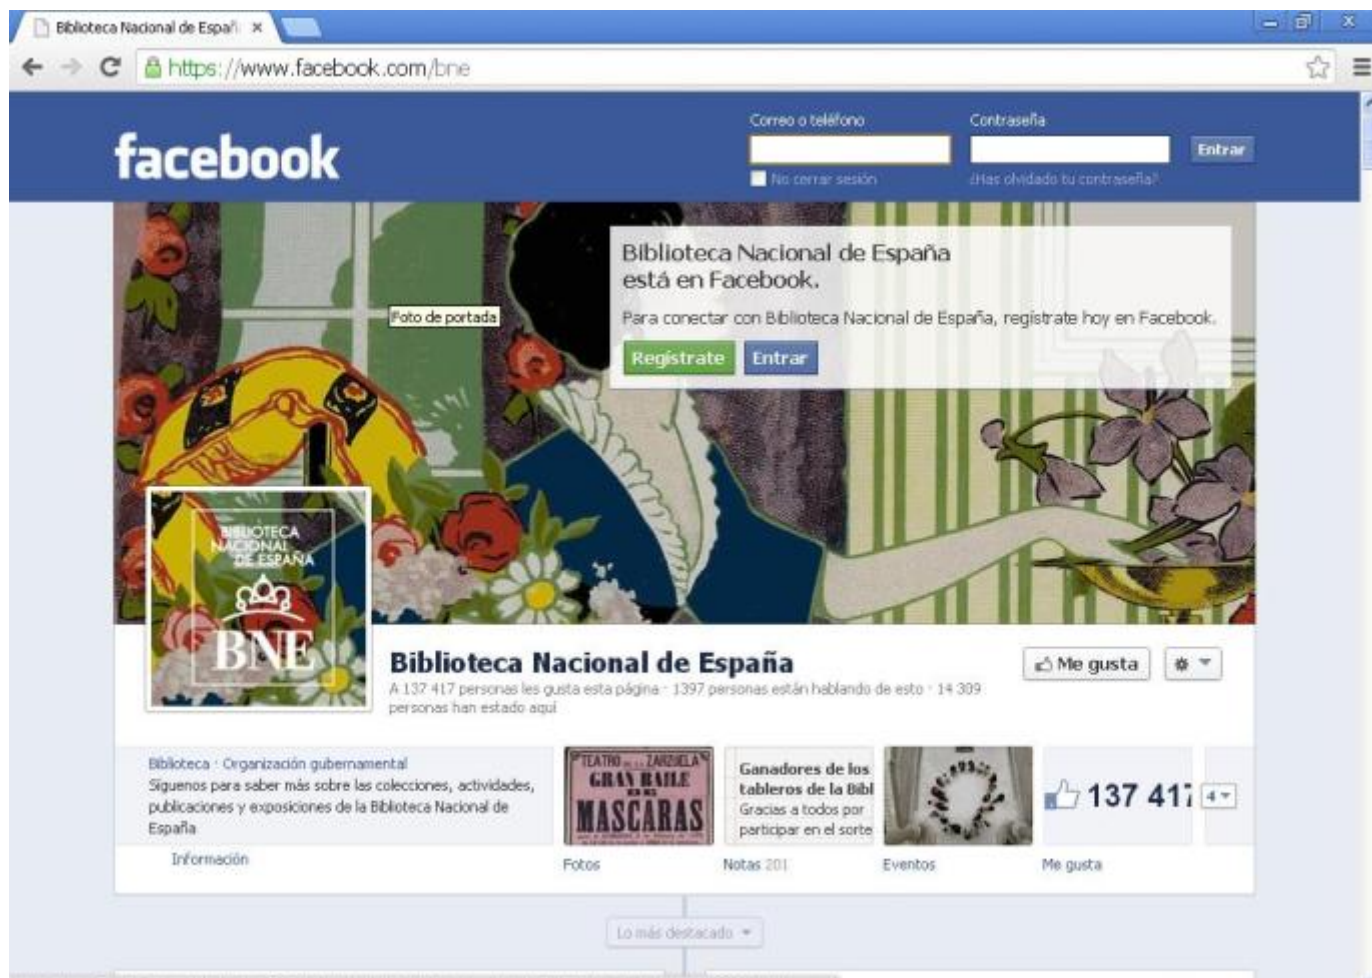 Biblioteca Nacional de Españ
https://www.facebook.com/bne
facebook
Correo o teléfono
Contraseña
Entrar
No cerrar sesión
¿Has olvidado tu contraseña?
Biblioteca Nacional de España
está en Facebook.
Para conectar con Biblioteca Nacional de España, regístrate hoy en Facebook.
Regístrate
Entrar
Foto de portada
BIBLIOTECA
NACIONAL
DE ESPAÑA
BNE
Biblioteca Nacional de España
Me gusta
A 137 417 personas les gusta esta página · 1397 personas están hablando de esto · 14 309
personas han estado aquí
Biblioteca · Organización gubernamental
Síguenos para saber más sobre las colecciones, actividades,
publicaciones y exposiciones de la Biblioteca Nacional de
España
Información
TEATRO DE LA ZARZUELA
GRAN BAILE
DE
MASCARAS
Fotos
Ganadores de los
tableros de la Bibl
Gracias a todos por
participar en el sorte
Notas 201
Eventos
137 417
Me gusta
4
Lo más destacado